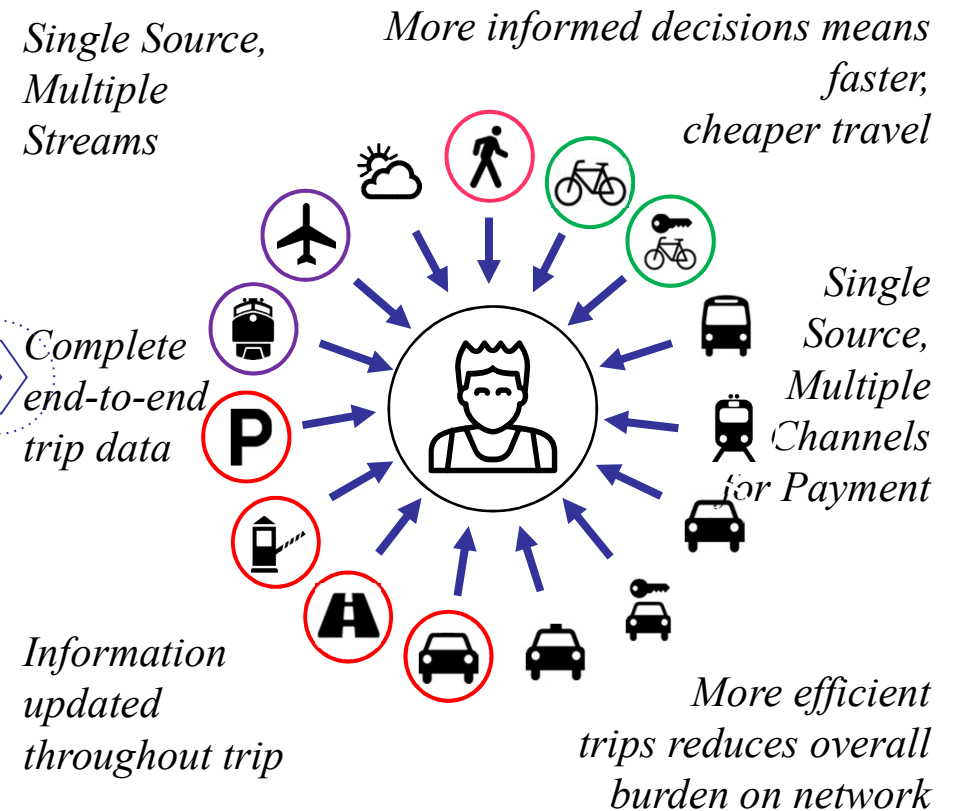 Single Source,
Multiple
Streams
More informed decisions means
faster,
cheaper travel
Complete
end-to-end
trip data
P
Single
Source,
Multiple
Channels
for Payment
Information
updated
throughout trip
More efficient
trips reduces overall
burden on network